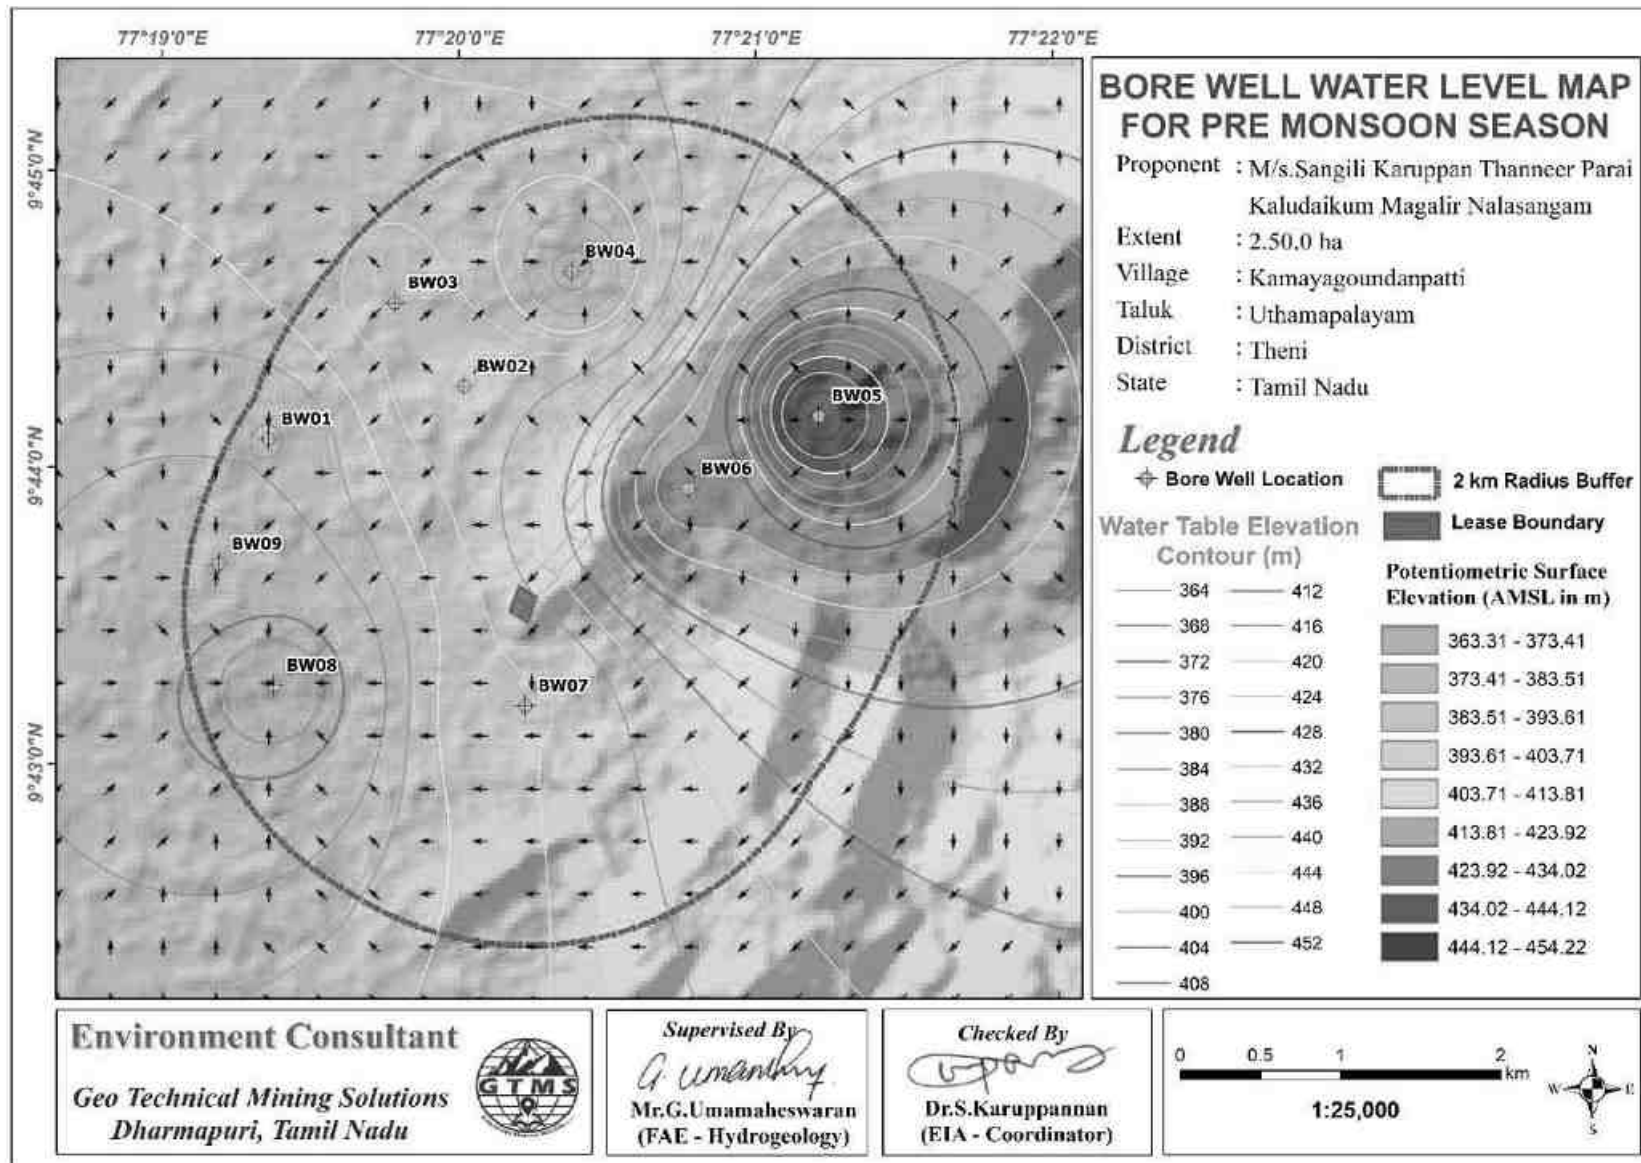 77°19'0"E 77°20'0"E 77°21'0"E 77°22'0"E
9°45'0"N
9°44'0"N
9°43'0"N
BW04
BW03
BW02
BW05
BW01
BW06
BW09
BW08
BW07
BORE WELL WATER LEVEL MAP
FOR PRE MONSOON SEASON
Proponent : M/s.Sangili Karuppan Thanneer Parai
Kaludaikum Magalir Nalasangam
Extent : 2.50.0 ha
Village : Kamayagoundanpatti
Taluk : Uthamapalayam
District : Theni
State : Tamil Nadu
Legend
Bore Well Location
2 km Radius Buffer
Lease Boundary
Water Table Elevation
Contour (m)
364 412
368 416
372 420
376 424
380 428
384 432
388 436
392 440
396 444
400 448
404 452
408
Potentiometric Surface
Elevation (AMSL in m)
363.31 - 373.41
373.41 - 383.51
383.51 - 393.61
393.61 - 403.71
403.71 - 413.81
413.81 - 423.92
423.92 - 434.02
434.02 - 444.12
444.12 - 454.22
Environment Consultant
Geo Technical Mining Solutions
Dharmapuri, Tamil Nadu
GTMS
Supervised By
G. Umamhy
Mr.G.Umamaheswaran
(FAE - Hydrogeology)
Checked By
Dr.S.Karuppannan
(EIA - Coordinator)
0 0.5 1 2
km
1:25,000
N
W E
S